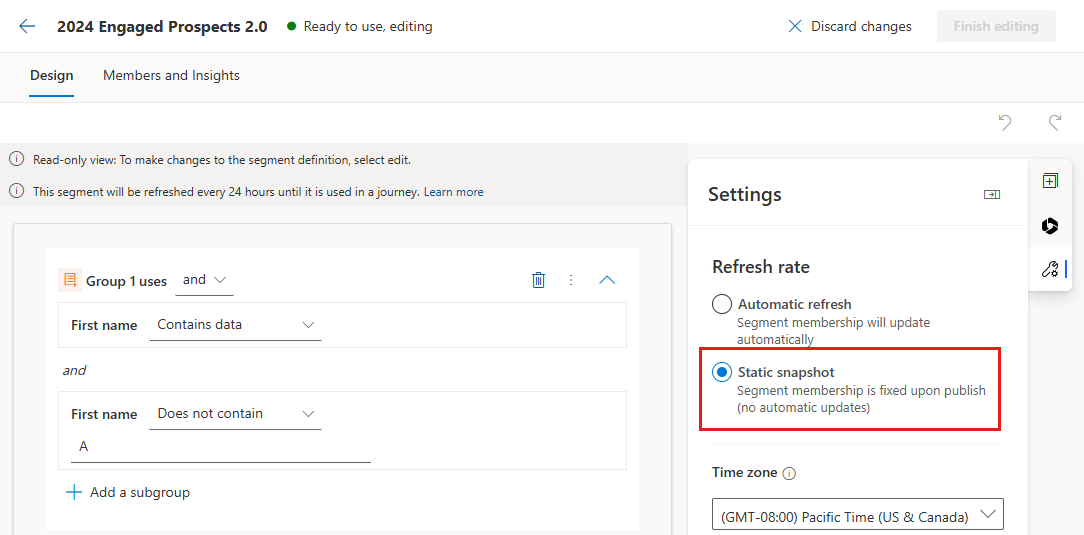 2024 Engaged Prospects 2.0 Ready to use, editing Discard changes Finish editing
Design Members and Insights
Read-only view: To make changes to the segment definition, select edit.
This segment will be refreshed every 24 hours until it is used in a journey. Learn more
Group 1 uses and
First name Contains data
and
First name Does not contain
A
Add a subgroup
Settings
Refresh rate
Automatic refresh
Segment membership will update
automatically
Static snapshot
Segment membership is fixed upon publish
(no automatic updates)
Time zone
(GMT-08:00) Pacific Time (US & Canada)